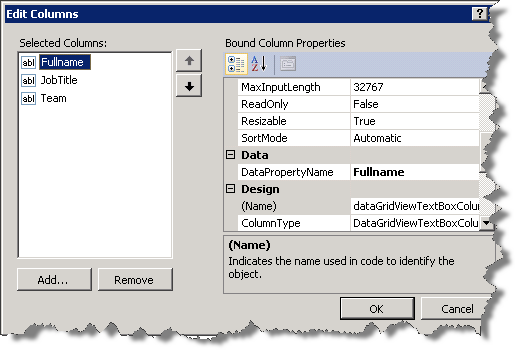 Edit Columns
?
Selected Columns:
abl Fullname
abl JobTitle
abl Team
Add...
Remove
Bound Column Properties
A
Z
MaxInputLength 32767
ReadOnly False
Resizable True
SortMode Automatic
Data
DataPropertyName Fullname
Design
(Name) dataGridViewTextBoxColu
ColumnType DataGridViewTextBoxColu
(Name)
Indicates the name used in code to identify the
object.
OK
Cancel